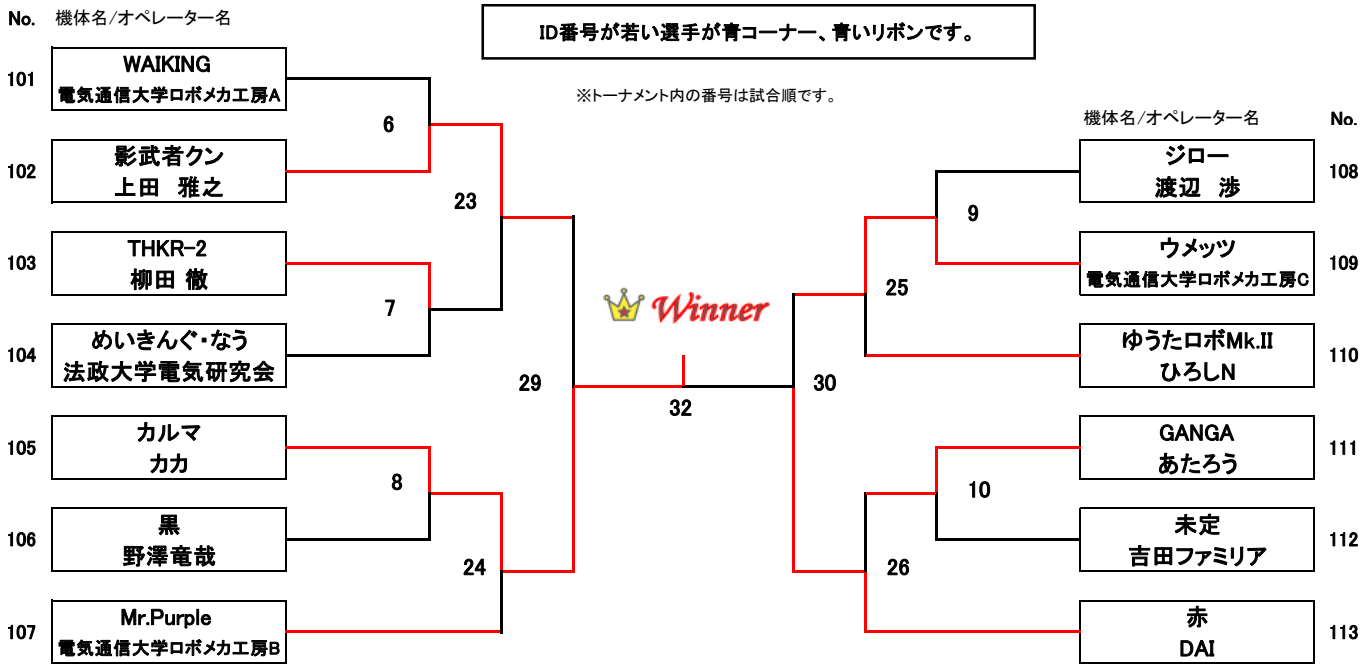 No. 機体名/オペレーター名
ID番号が若い選手が青コーナー、青いリボンです。
※トーナメント内の番号は試合順です。
101
WAIKING
電気通信大学ロボメカ工房A
6
102
影武者クン
上田 雅之
23
103
THKR-2
柳田 徹
7
104
めいきんぐ・なう
法政大学電気研究会
29
105
カルマ
カカ
8
106
黒
野澤竜哉
24
107
Mr.Purple
電気通信大学ロボメカ工房B
Winner
32
機体名/オペレーター名 No.
ジロー
渡辺 渉
108
9
ウメッツ
電気通信大学ロボメカ工房C
109
25
ゆうたロボMk.II
ひろしN
110
30
GANGA
あたろう
111
10
未定
吉田ファミリア
112
26
赤
DAI
113